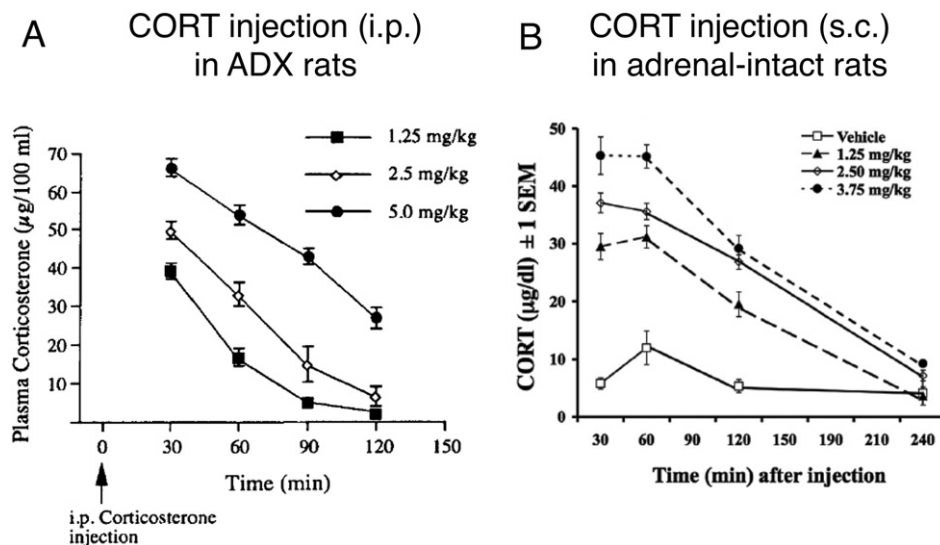 A
CORT injection (i.p.)
in ADX rats
1.25 mg/kg
2.5 mg/kg
5.0 mg/kg
Plasma Corticosterone (µg/100 ml)
70
60
50
40
30
20
10
0 30 60 90 120 150
Time (min)
i.p. Corticosterone
injection
B
CORT injection (s.c.)
in adrenal-intact rats
Vehicle
1.25 mg/kg
2.50 mg/kg
3.75 mg/kg
CORT (µg/dl) ± 1 SEM
50
40
30
20
10
0
30 60 90 120 150 190 210 240
Time (min) after injection